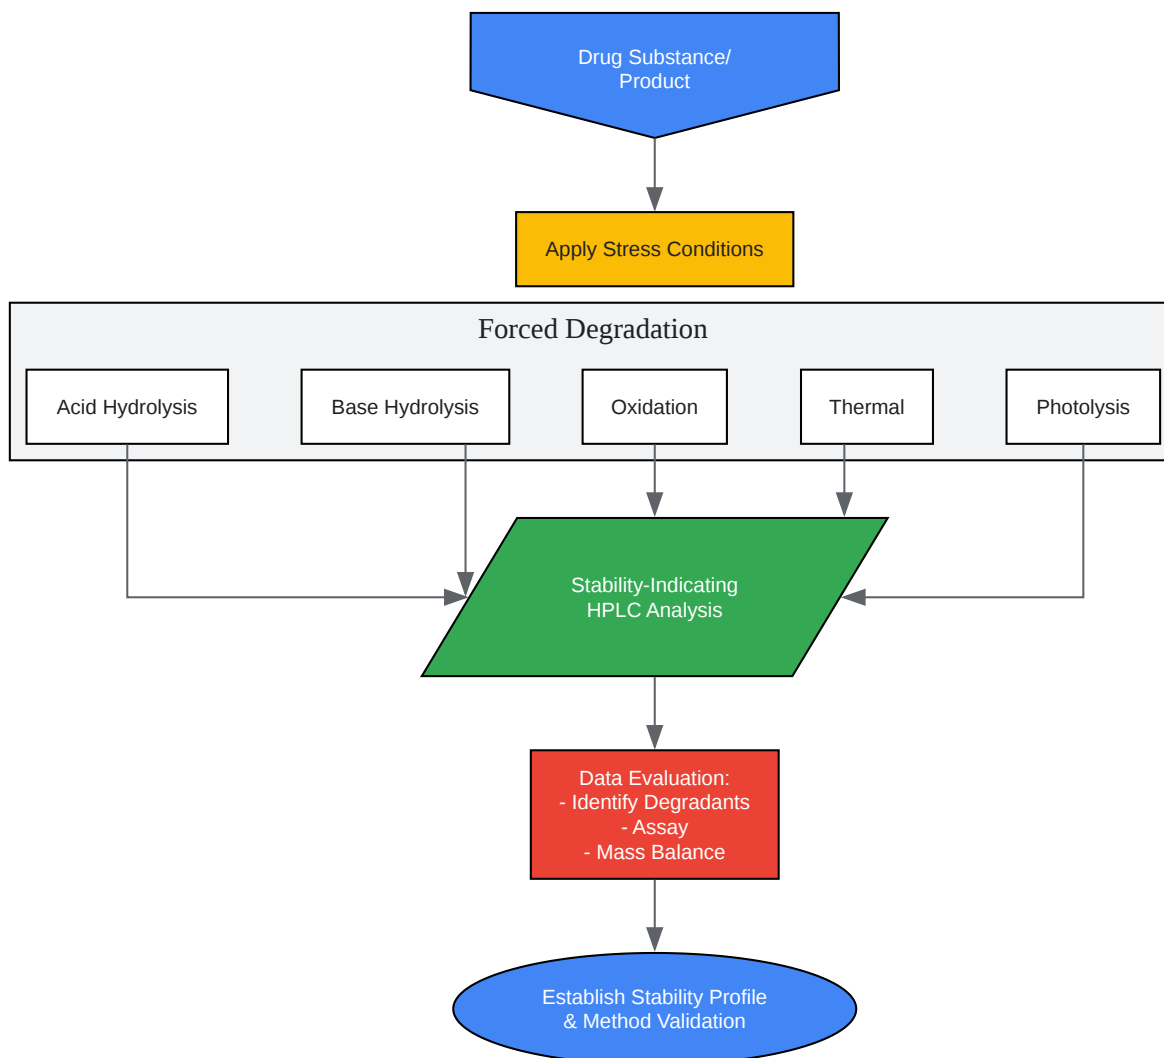 Drug Substance/
Product
Apply Stress Conditions
Forced Degradation
Acid Hydrolysis
Base Hydrolysis
Oxidation
Thermal
Photolysis
Stability-Indicating
HPLC Analysis
Data Evaluation:
- Identify Degradants
- Assay
- Mass Balance
Establish Stability Profile
& Method Validation